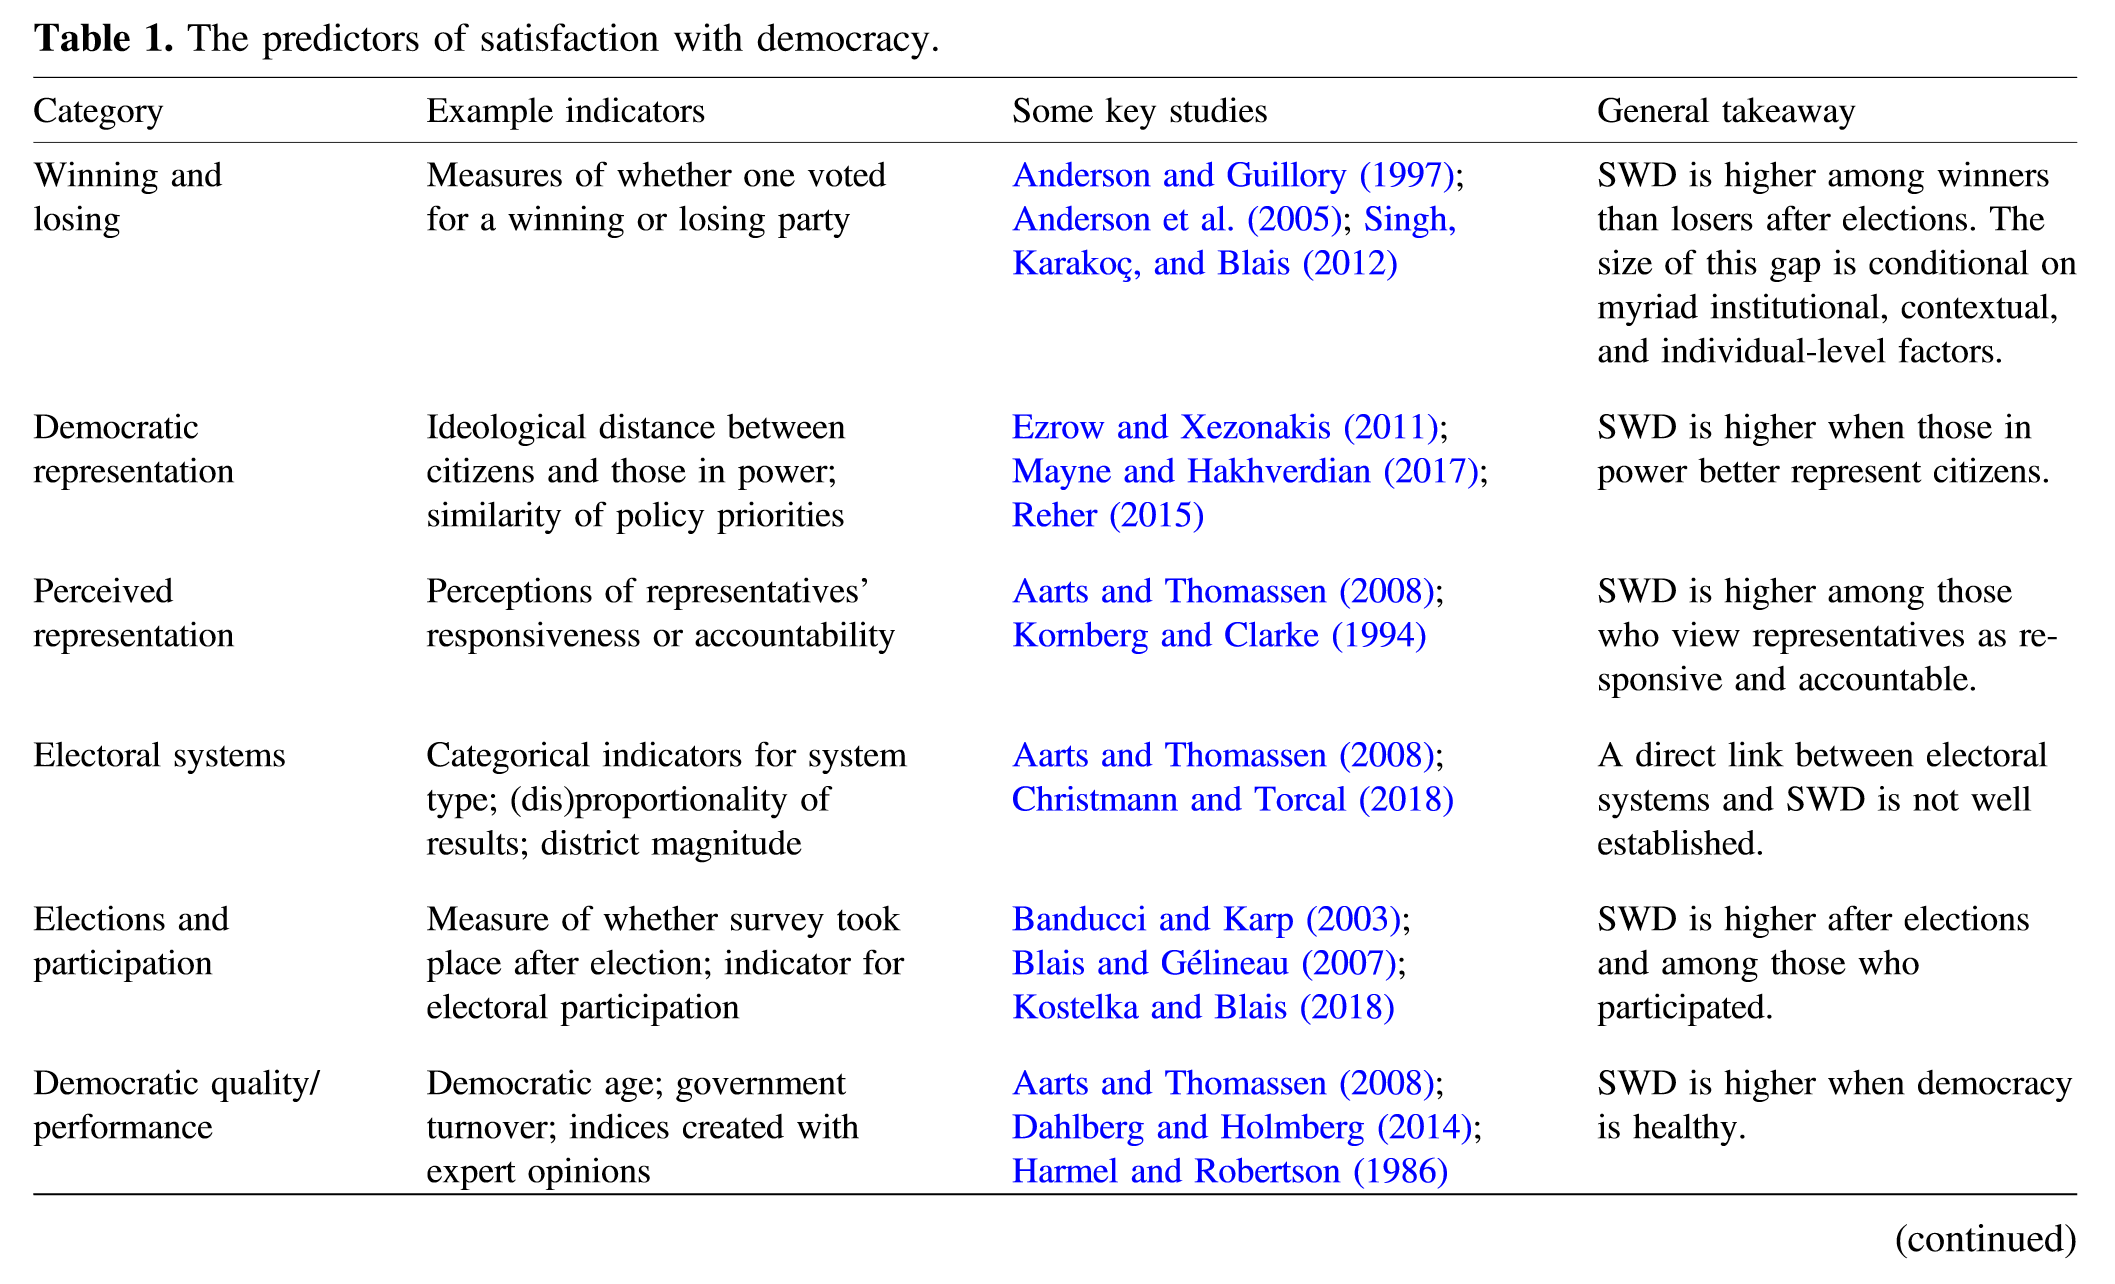 Table 1. The predictors of satisfaction with democracy.
Category Example indicators Some key studies General takeaway
Winning and Measures of whether one voted Anderson and Guillory (1997); SWD is higher among winners
losing for a winning or losing party Anderson et al. (2005); Singh, than losers after elections. The
Karakoç, and Blais (2012) size of this gap is conditional on
myriad institutional, contextual,
and individual-level factors.
Democratic Ideological distance between Ezrow and Xezonakis (2011); SWD is higher when those in
representation citizens and those in power; Mayne and Hakhverdian (2017); power better represent citizens.
similarity of policy priorities Reher (2015)
Perceived Perceptions of representatives’ Aarts and Thomassen (2008); SWD is higher among those
representation responsiveness or accountability Kornberg and Clarke (1994) who view representatives as re-
sponsive and accountable.
Electoral systems Categorical indicators for system Aarts and Thomassen (2008); A direct link between electoral
type; (dis)proportionality of Christmann and Torcal (2018) systems and SWD is not well
results; district magnitude established.
Elections and Measure of whether survey took Banducci and Karp (2003); SWD is higher after elections
participation place after election; indicator for Blais and Gélineau (2007); and among those who
electoral participation Kostelka and Blais (2018) participated.
Democratic quality/ Democratic age; government Aarts and Thomassen (2008); SWD is higher when democracy
performance turnover; indices created with Dahlberg and Holmberg (2014); is healthy.
expert opinions Harmel and Robertson (1986)
(continued)